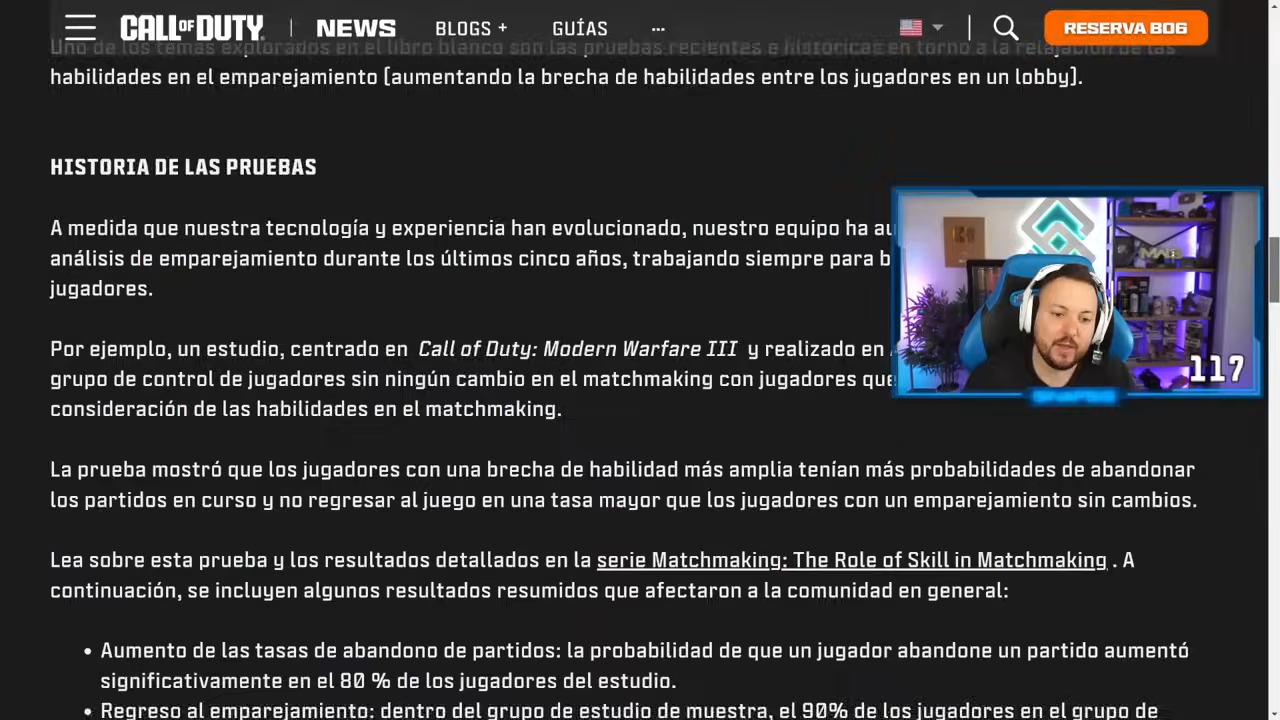 CALL OF DUTY NEWS BLOGS + GUÍAS ... RESERVA BO6
Uno de los temas explorados en el libro blanco son las pruebas recientes e históricas en torno a la relajación de las
habilidades en el emparejamiento [aumentando la brecha de habilidades entre los jugadores en un lobby].
HISTORIA DE LAS PRUEBAS
A medida que nuestra tecnología y experiencia han evolucionado, nuestro equipo ha
análisis de emparejamiento durante los últimos cinco años, trabajando siempre para
jugadores.
Por ejemplo, un estudio, centrado en Call of Duty: Modern Warfare III y realizado en
grupo de control de jugadores sin ningún cambio en el matchmaking con jugadores que
consideración de las habilidades en el matchmaking.
117
La prueba mostró que los jugadores con una brecha de habilidad más amplia tenían más probabilidades de abandonar
los partidos en curso y no regresar al juego en una tasa mayor que los jugadores con un emparejamiento sin cambios.
Lea sobre esta prueba y los resultados detallados en la serie Matchmaking: The Role of Skill in Matchmaking . A
continuación, se incluyen algunos resultados resumidos que afectaron a la comunidad en general:
• Aumento de las tasas de abandono de partidos: la probabilidad de que un jugador abandone un partido aumentó
significativamente en el 80 % de los jugadores del estudio.
• Regreso al emparejamiento: dentro del grupo de estudio de muestra, el 90% de los jugadores en el grupo de